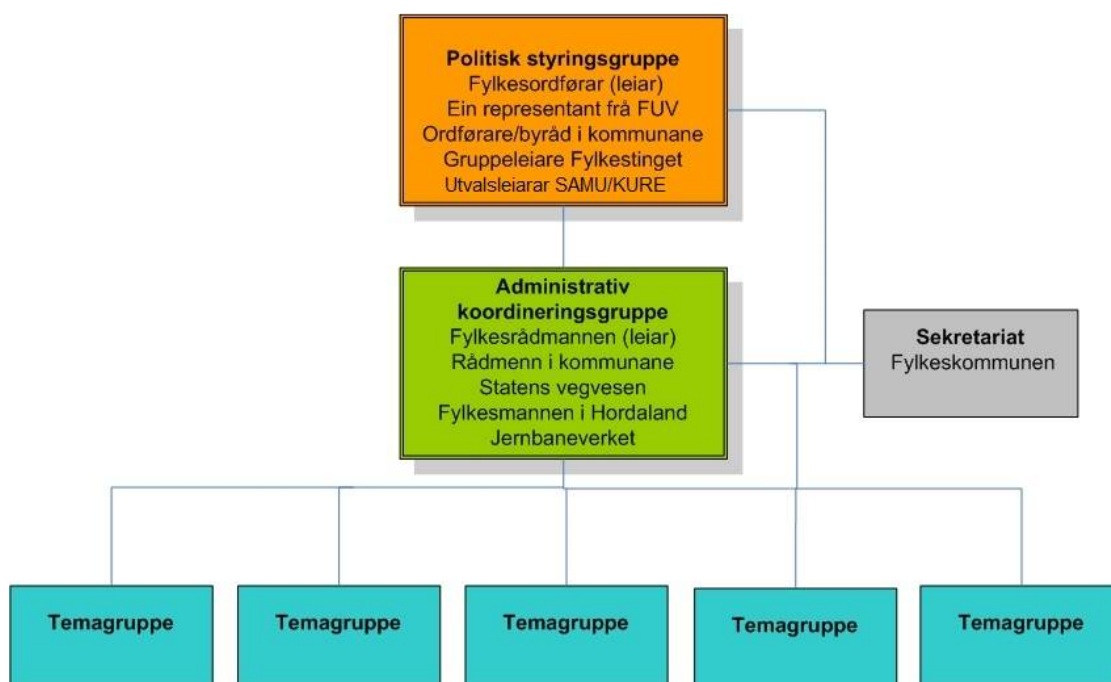 Politisk styringsgruppe
Fylkesordførar (leiar)
Ein representant frå FUV
Ordførare/byråd i kommunane
Gruppeleiare Fylkestinget
Utvalsleiarar SAMU/KURE
Administrativ
koordineringsgruppe
Fylkesrådmannen (leiar)
Rådmenn i kommunane
Statens vegvesen
Fylkesmannen i Hordaland
Jernbaneverket
Sekretariat
Fylkeskommunen
Temagruppe
Temagruppe
Temagruppe
Temagruppe
Temagruppe